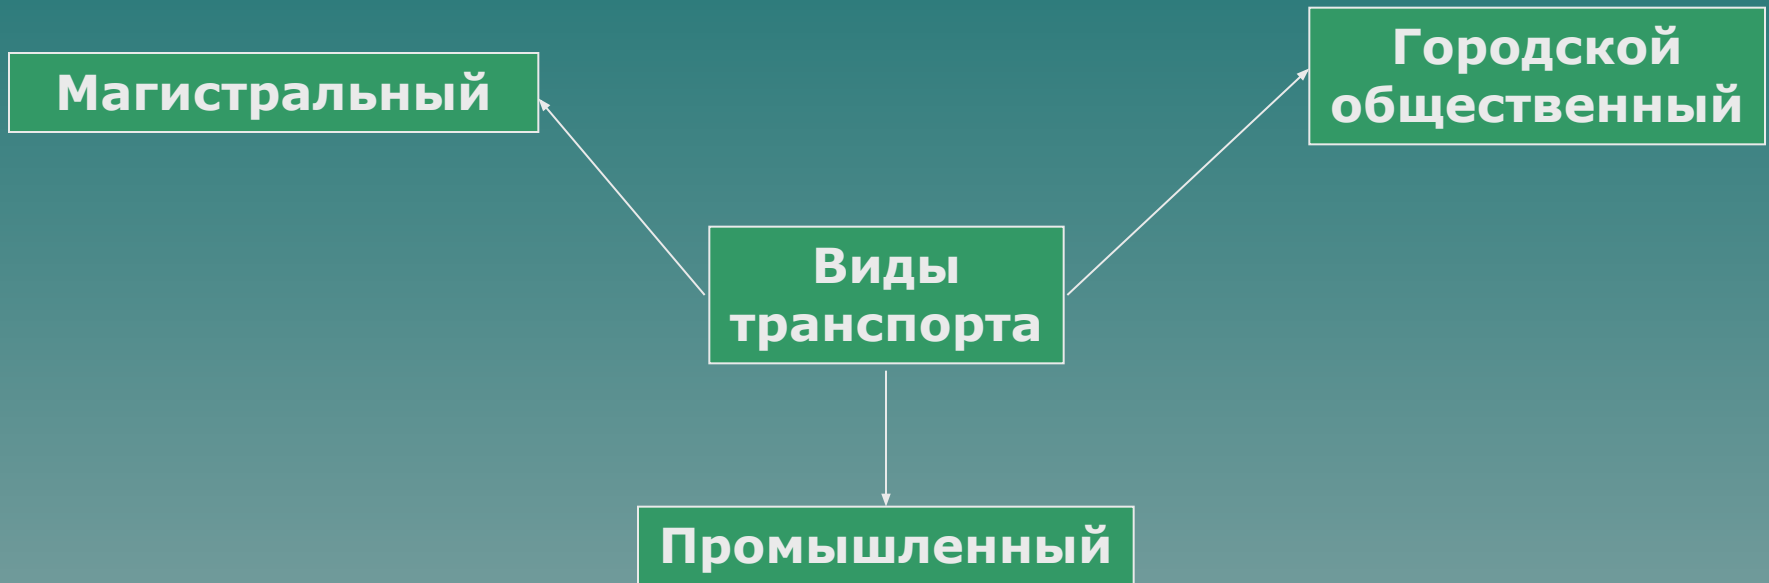 Магистральный
Городской
общественный
Виды
транспорта
Промышленный